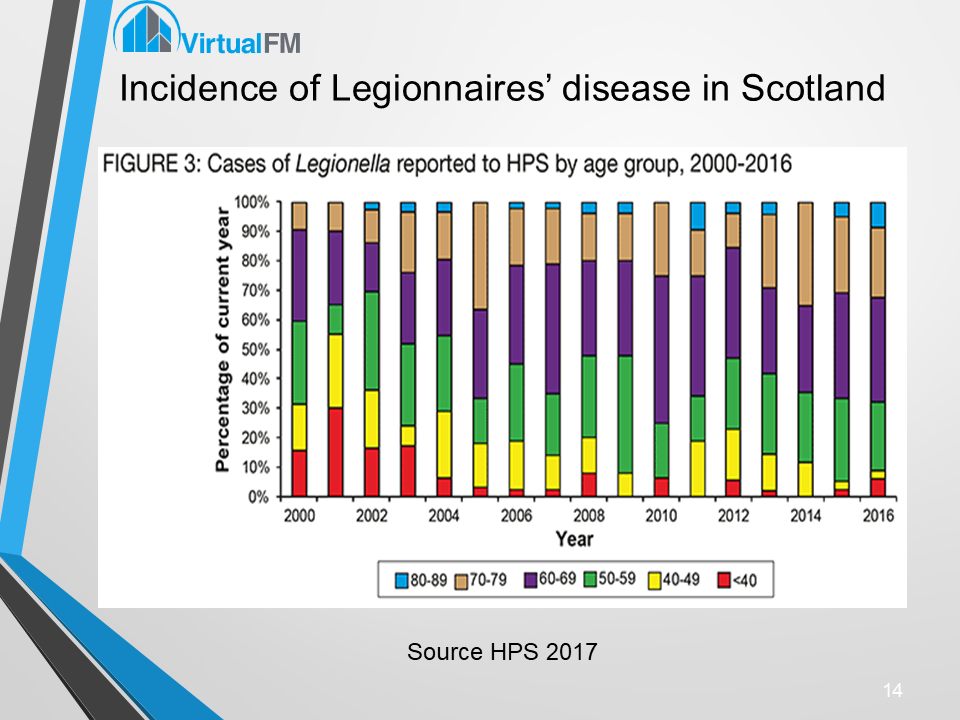 VirtualFM
Incidence of Legionnaires’ disease in Scotland
FIGURE 3: Cases of Legionella reported to HPS by age group, 2000-2016
Percentage of current year
100%
90%
80%
70%
60%
50%
40%
30%
20%
10%
0%
2000 2002 2004 2006 2008 2010 2012 2014 2016
Year
80-89 70-79 60-69 50-59 40-49 <40
Source HPS 2017
14